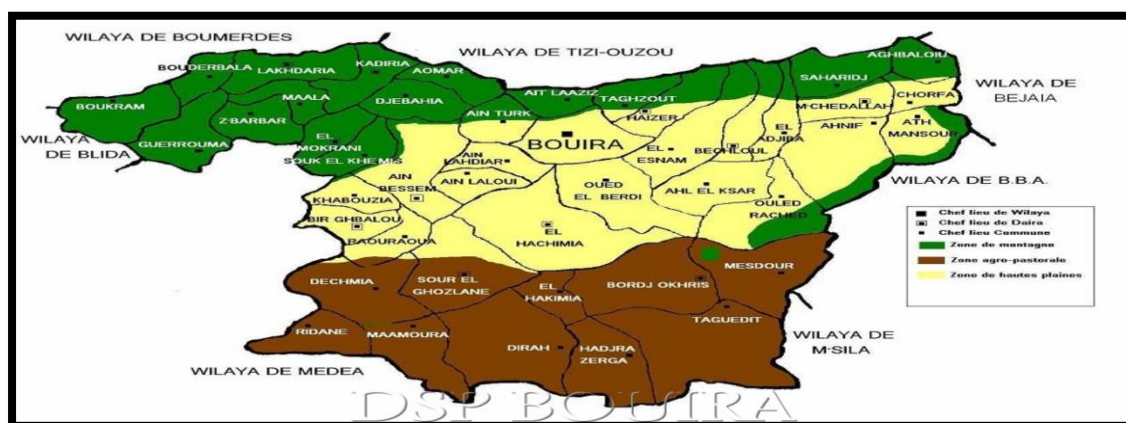 WILAYA DE BOUMERDES
WILAYA DE TIZI-OUZOU
AGHBALOIU
BOUDERBALA
LAKHDARIA
KADIRIA
AOMAR
SAHARIDJ
WILAYA DE BEJAIA
BOUKRAM
MAALA
DJEBAHIA
AIT LAAZIZ
TAGHZOUT
M'CHEDALLAH
CHORFA
Z'BARBAR
AIN TURK
HAIZER
AHNIF
ATH MANSOUR
WILAYA DE BLIDA
GUERROUMA
EL MOKRANI
SOUK EL KHEMIS
BOUIRA
EL ESNAM
BECHLOUL
EL ADJIBA
AIN LAHDJAR
AIN LALOUI
AIN BESSEM
OUED EL BERDI
AHL EL KSAR
OULED RACHED
WILAYA DE B.B.A.
KHABOUZIA
BIR GHBALOU
RAOURAOUA
EL HACHIMIA
Chef lieu de Wilaya
Chef lieu de Daira
Chef lieu Commune
Zone de montagne
Zone agro-pastorale
Zone de hautes plaines
DECHMIA
SOUR EL GHOZLANE
EL HAKIMIA
BORDJ OKHRIS
MESDOUR
TAGUEDIT
RIDANE
MAAMOURA
DIRAH
HADJRA ZERGA
WILAYA DE M'SILA
WILAYA DE MEDEA
DSP BOUIRA